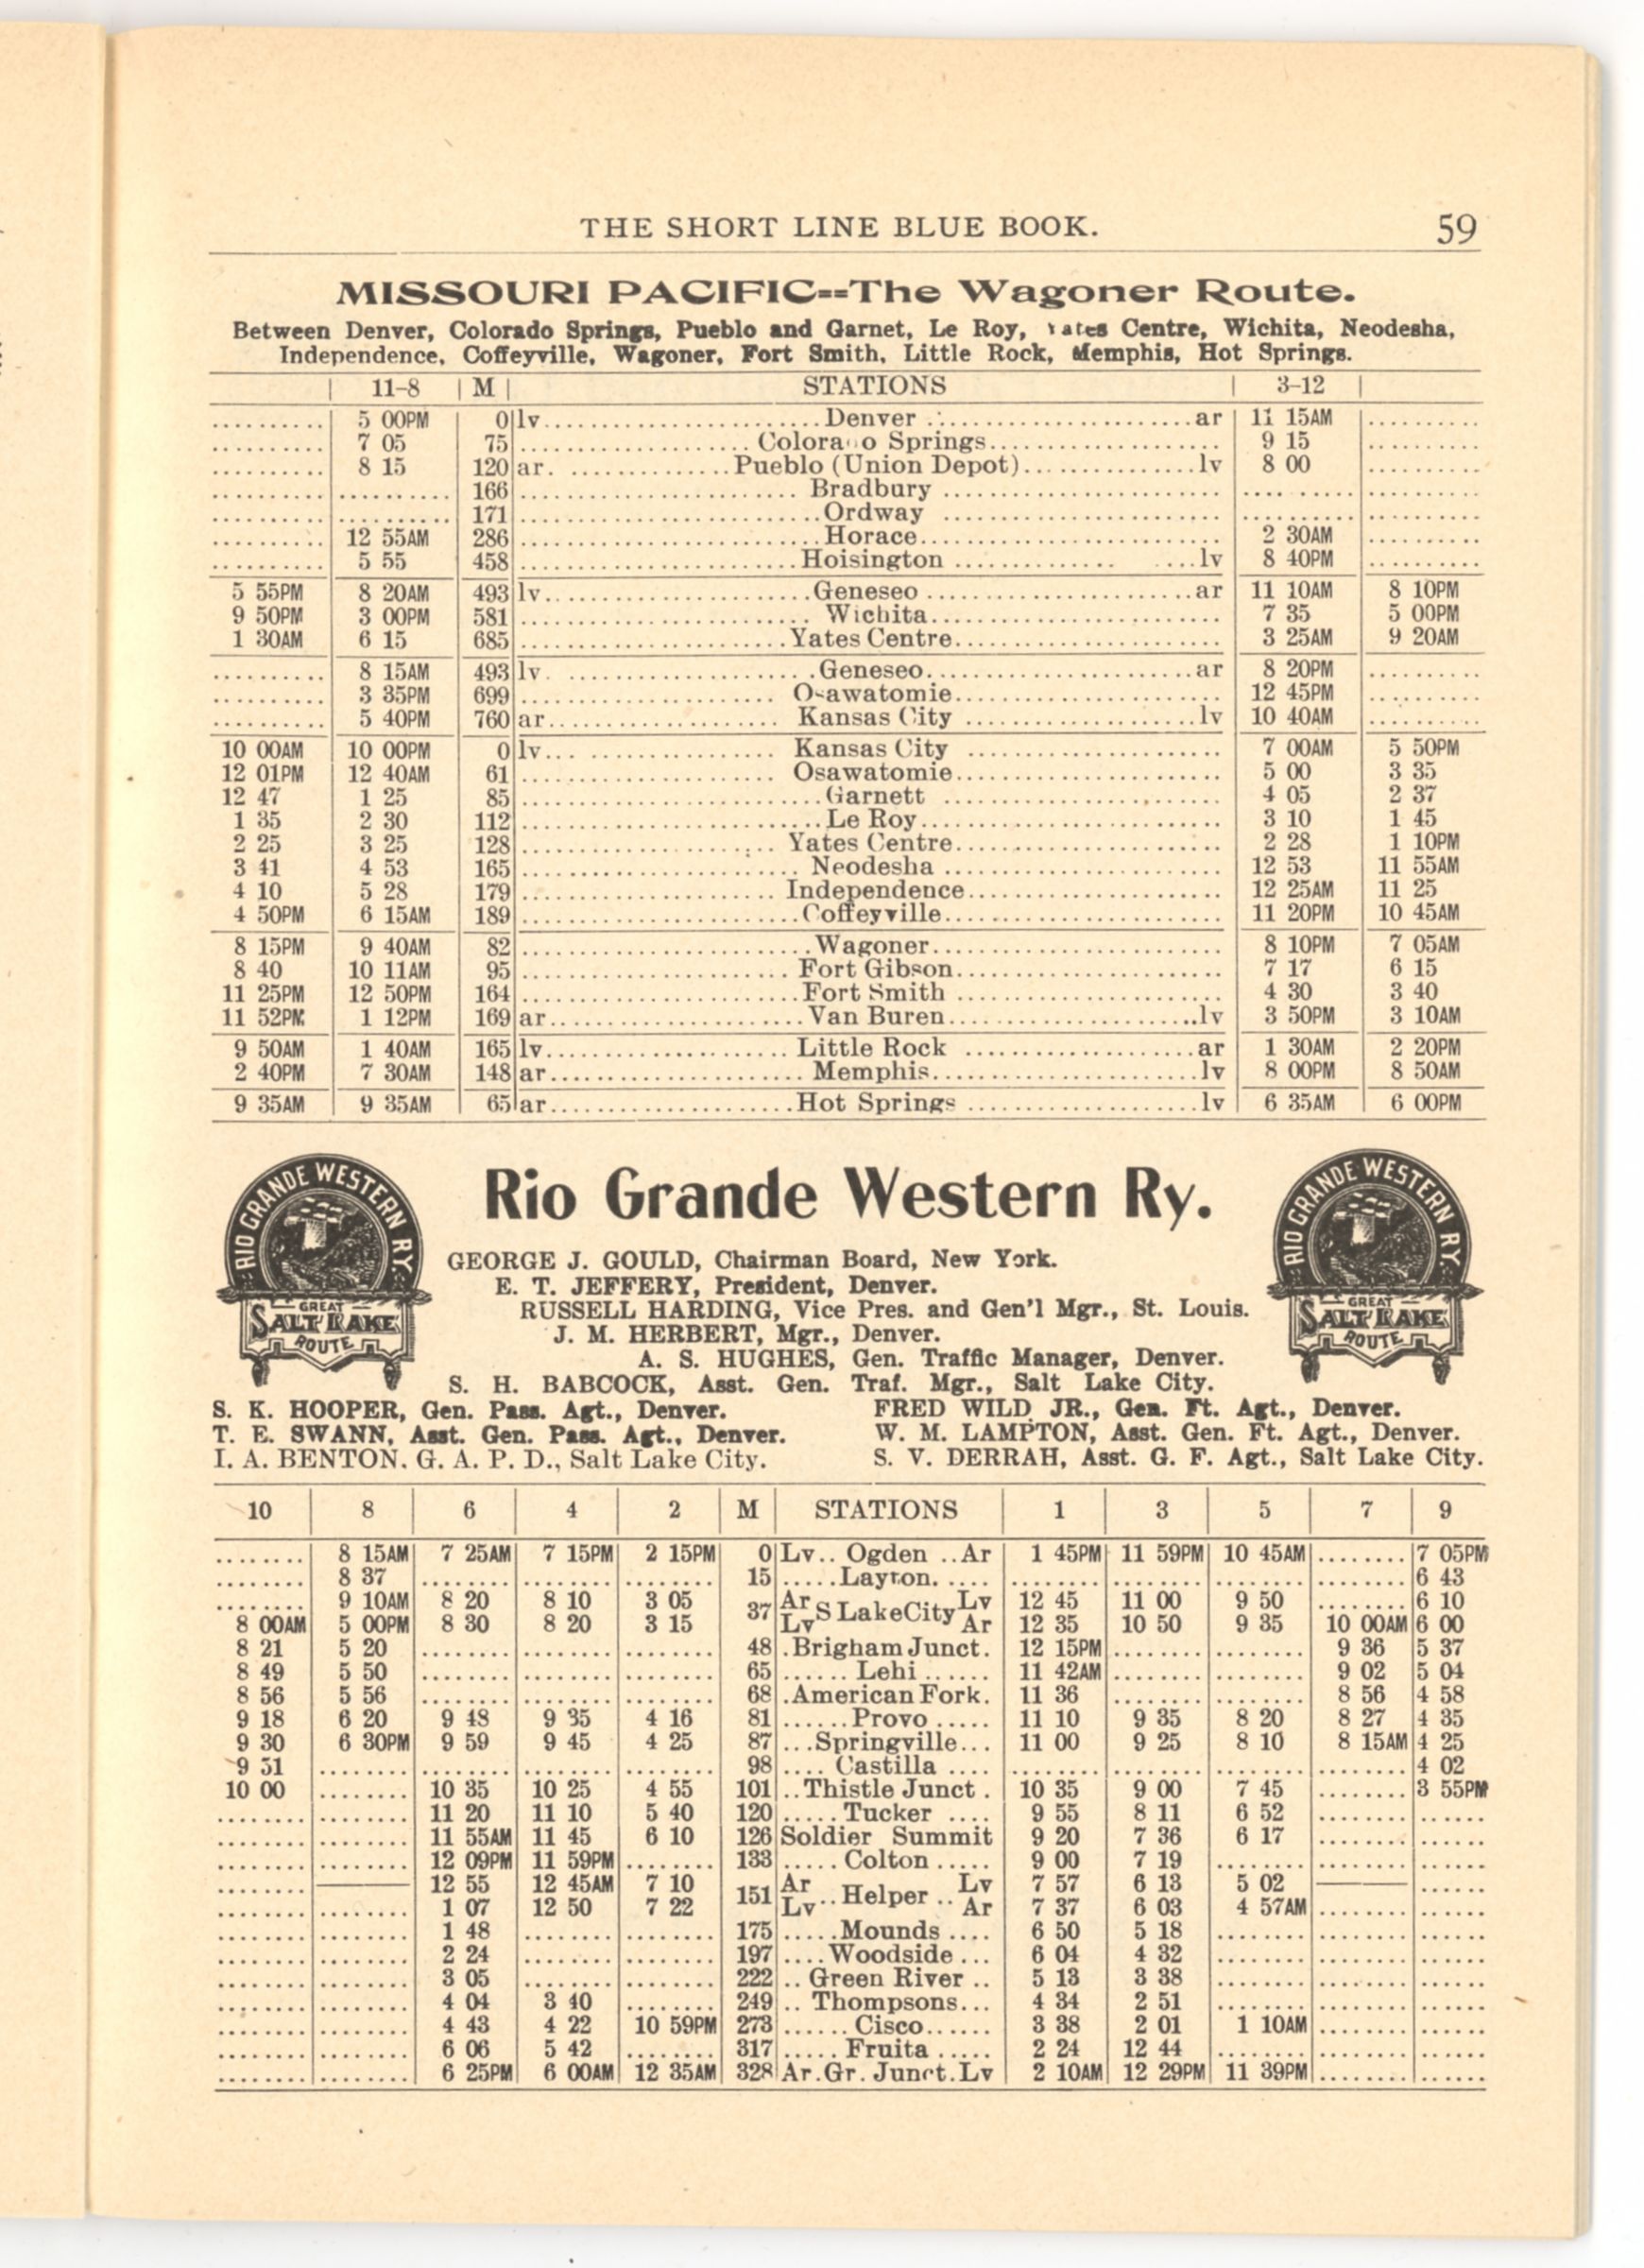 THE SHORT LINE BLUE BOOK. 59
MISSOURI PACIFIC--The Wagoner Route.
Between Denver, Colorado Springs, Pueblo and Garnet, Le Roy, Yates Centre, Wichita, Neodesha,
Independence, Coffeyville, Wagoner, Fort Smith, Little Rock, Memphis, Hot Springs.
11-8 M STATIONS 3-12
.......... 5 00PM 0 lv.......Denver.......ar 11 15AM ..........
.......... 7 05 75 .......Colorado Springs....... 9 15 ..........
.......... 8 15 120 ar.......Pueblo (Union Depot).......lv 8 00 ..........
.......... .......... 166 .......Bradbury....... .......... ..........
.......... .......... 171 .......Ordway....... .......... ..........
.......... 12 55AM 286 .......Horace....... 2 30AM ..........
.......... 5 55 458 .......Hoisington.......lv 8 40PM ..........
5 55PM 8 20AM 493 lv.......Geneseo.......ar 11 10AM 8 10PM
9 50PM 3 00PM 581 .......Wichita....... 7 35 5 00PM
1 30AM 6 15 685 .......Yates Centre....... 3 25AM 9 20AM
.......... 8 15AM 493 lv.......Geneseo.......ar 8 20PM ..........
.......... 3 35PM 699 .......Osawatomie....... 12 45PM ..........
.......... 5 40PM 760 ar.......Kansas City.......lv 10 40AM ..........
10 00AM 10 00PM 0 lv.......Kansas City....... 7 00AM 5 50PM
12 01PM 12 40AM 61 .......Osawatomie....... 5 00 3 35
12 47 1 25 85 .......Garnett....... 4 05 2 37
1 35 2 30 112 .......Le Roy....... 3 10 1 45
2 25 3 25 128 .......Yates Centre....... 2 28 1 10PM
3 41 4 53 165 .......Neodesha....... 12 53 11 55AM
4 10 5 28 179 .......Independence....... 12 25AM 11 25
4 50PM 6 15AM 189 .......Coffeyville....... 11 20PM 10 45AM
8 15PM 9 40AM 82 .......Wagoner....... 8 10PM 7 05AM
8 40 10 11AM 95 .......Fort Gibson....... 7 17 6 15
11 25PM 12 50PM 164 .......Fort Smith....... 4 30 3 40
11 52PM 1 12PM 169 ar.......Van Buren.......lv 3 50PM 3 10AM
9 50AM 1 40AM 165 lv.......Little Rock.......ar 1 30AM 2 20PM
2 40PM 7 30AM 148 ar.......Memphis.......lv 8 00PM 8 50AM
9 35AM 9 35AM 65 ar.......Hot Springs.......lv 6 35AM 6 00PM
RIO GRANDE WESTERN RY.
GREAT
SALT LAKE
ROUTE
Rio Grande Western Ry.
RIO GRANDE WESTERN RY.
GREAT
SALT LAKE
ROUTE
GEORGE J. GOULD, Chairman Board, New York.
E. T. JEFFERY, President, Denver.
RUSSELL HARDING, Vice Pres. and Gen'l Mgr., St. Louis.
J. M. HERBERT, Mgr., Denver.
A. S. HUGHES, Gen. Traffic Manager, Denver.
S. H. BABCOCK, Asst. Gen. Traf. Mgr., Salt Lake City.
S. K. HOOPER, Gen. Pass. Agt., Denver. FRED WILD JR., Gen. Ft. Agt., Denver.
T. E. SWANN, Asst. Gen. Pass. Agt., Denver. W. M. LAMPTON, Asst. Gen. Ft. Agt., Denver.
I. A. BENTON. G. A. P. D., Salt Lake City. S. V. DERRAH, Asst. G. F. Agt., Salt Lake City.
10 8 6 4 2 M STATIONS 1 3 5 7 9
........ 8 15AM 7 25AM 7 15PM 2 15PM 0 Lv.. Ogden ..Ar 1 45PM 11 59PM 10 45AM ........ 7 05PM
........ 8 37 ........ ........ ........ 15 .....Layton...... ........ ........ ........ ........ 6 43
........ 9 10AM 8 20 8 10 3 05 37 Ar S Lake City Lv 12 45 11 00 9 50 ........ 6 10
8 00AM 5 00PM 8 30 8 20 3 15 Lv Ar 12 35 10 50 9 35 10 00AM 6 00
8 21 5 20 ........ ........ ........ 48 .Brigham Junct. 12 15PM ........ ........ 9 36 5 37
8 49 5 50 ........ ........ ........ 65 ...... Lehi ...... 11 42AM ........ ........ 9 02 5 04
8 56 5 56 ........ ........ ........ 68 .American Fork. 11 36 ........ ........ 8 56 4 58
9 18 6 20 9 48 9 35 4 16 81 ......Provo ..... 11 10 9 35 8 20 8 27 4 35
9 30 6 30PM 9 59 9 45 4 25 87 ...Springville... 11 00 9 25 8 10 8 15AM 4 25
9 51 ........ ........ ........ ........ 98 .... Castilla .... ........ ........ ........ ........ 4 02
10 00 ........ 10 35 10 25 4 55 101 ..Thistle Junct. 10 35 9 00 7 45 ........ 3 55PM
........ ........ 11 20 11 10 5 40 120 ..... Tucker .... 9 55 8 11 6 52 ........ ......
........ ........ 11 55AM 11 45 6 10 126 Soldier Summit 9 20 7 36 6 17 ........ ......
........ ........ 12 09PM 11 59PM ........ 133 ..... Colton ..... 9 00 7 19 ........ ........ ......
........ 12 55 12 45AM 7 10 151 Ar ..Helper .. Lv 7 57 6 13 5 02 ......
........ ........ 1 07 12 50 7 22 Lv Ar 7 37 6 03 4 57AM ........ ......
........ ........ 1 48 ........ ........ 175 .....Mounds .... 6 50 5 18 ........ ........ ......
........ ........ 2 24 ........ ........ 197 ....Woodside ... 6 04 4 32 ........ ........ ......
........ ........ 3 05 ........ ........ 222 .. Green River .. 5 13 3 38 ........ ........ ......
........ ........ 4 04 3 40 ........ 249 .. Thompsons... 4 34 2 51 ........ ........ ......
........ ........ 4 43 4 22 10 59PM 273 ......Cisco...... 3 38 2 01 1 10AM ........ ......
........ ........ 6 06 5 42 ........ 317 ..... Fruita ..... 2 24 12 44 ........ ........ ......
........ ........ 6 25PM 6 00AM 12 35AM 328 Ar.Gr. Junct.Lv 2 10AM 12 29PM 11 39PM ........ ......